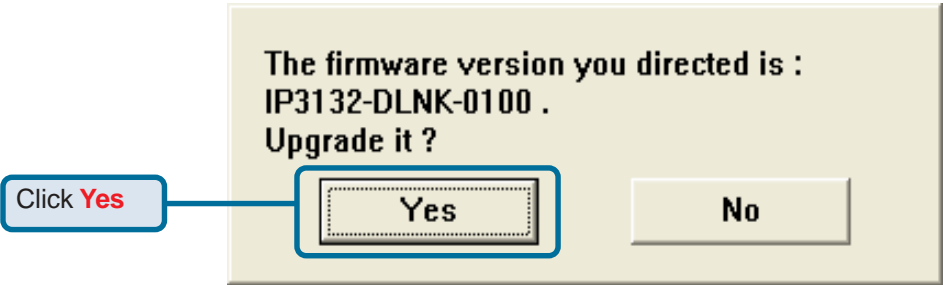 The firmware version you directed is :
IP3132-DLNK-0100 .
Upgrade it ?
Click Yes
Yes
No